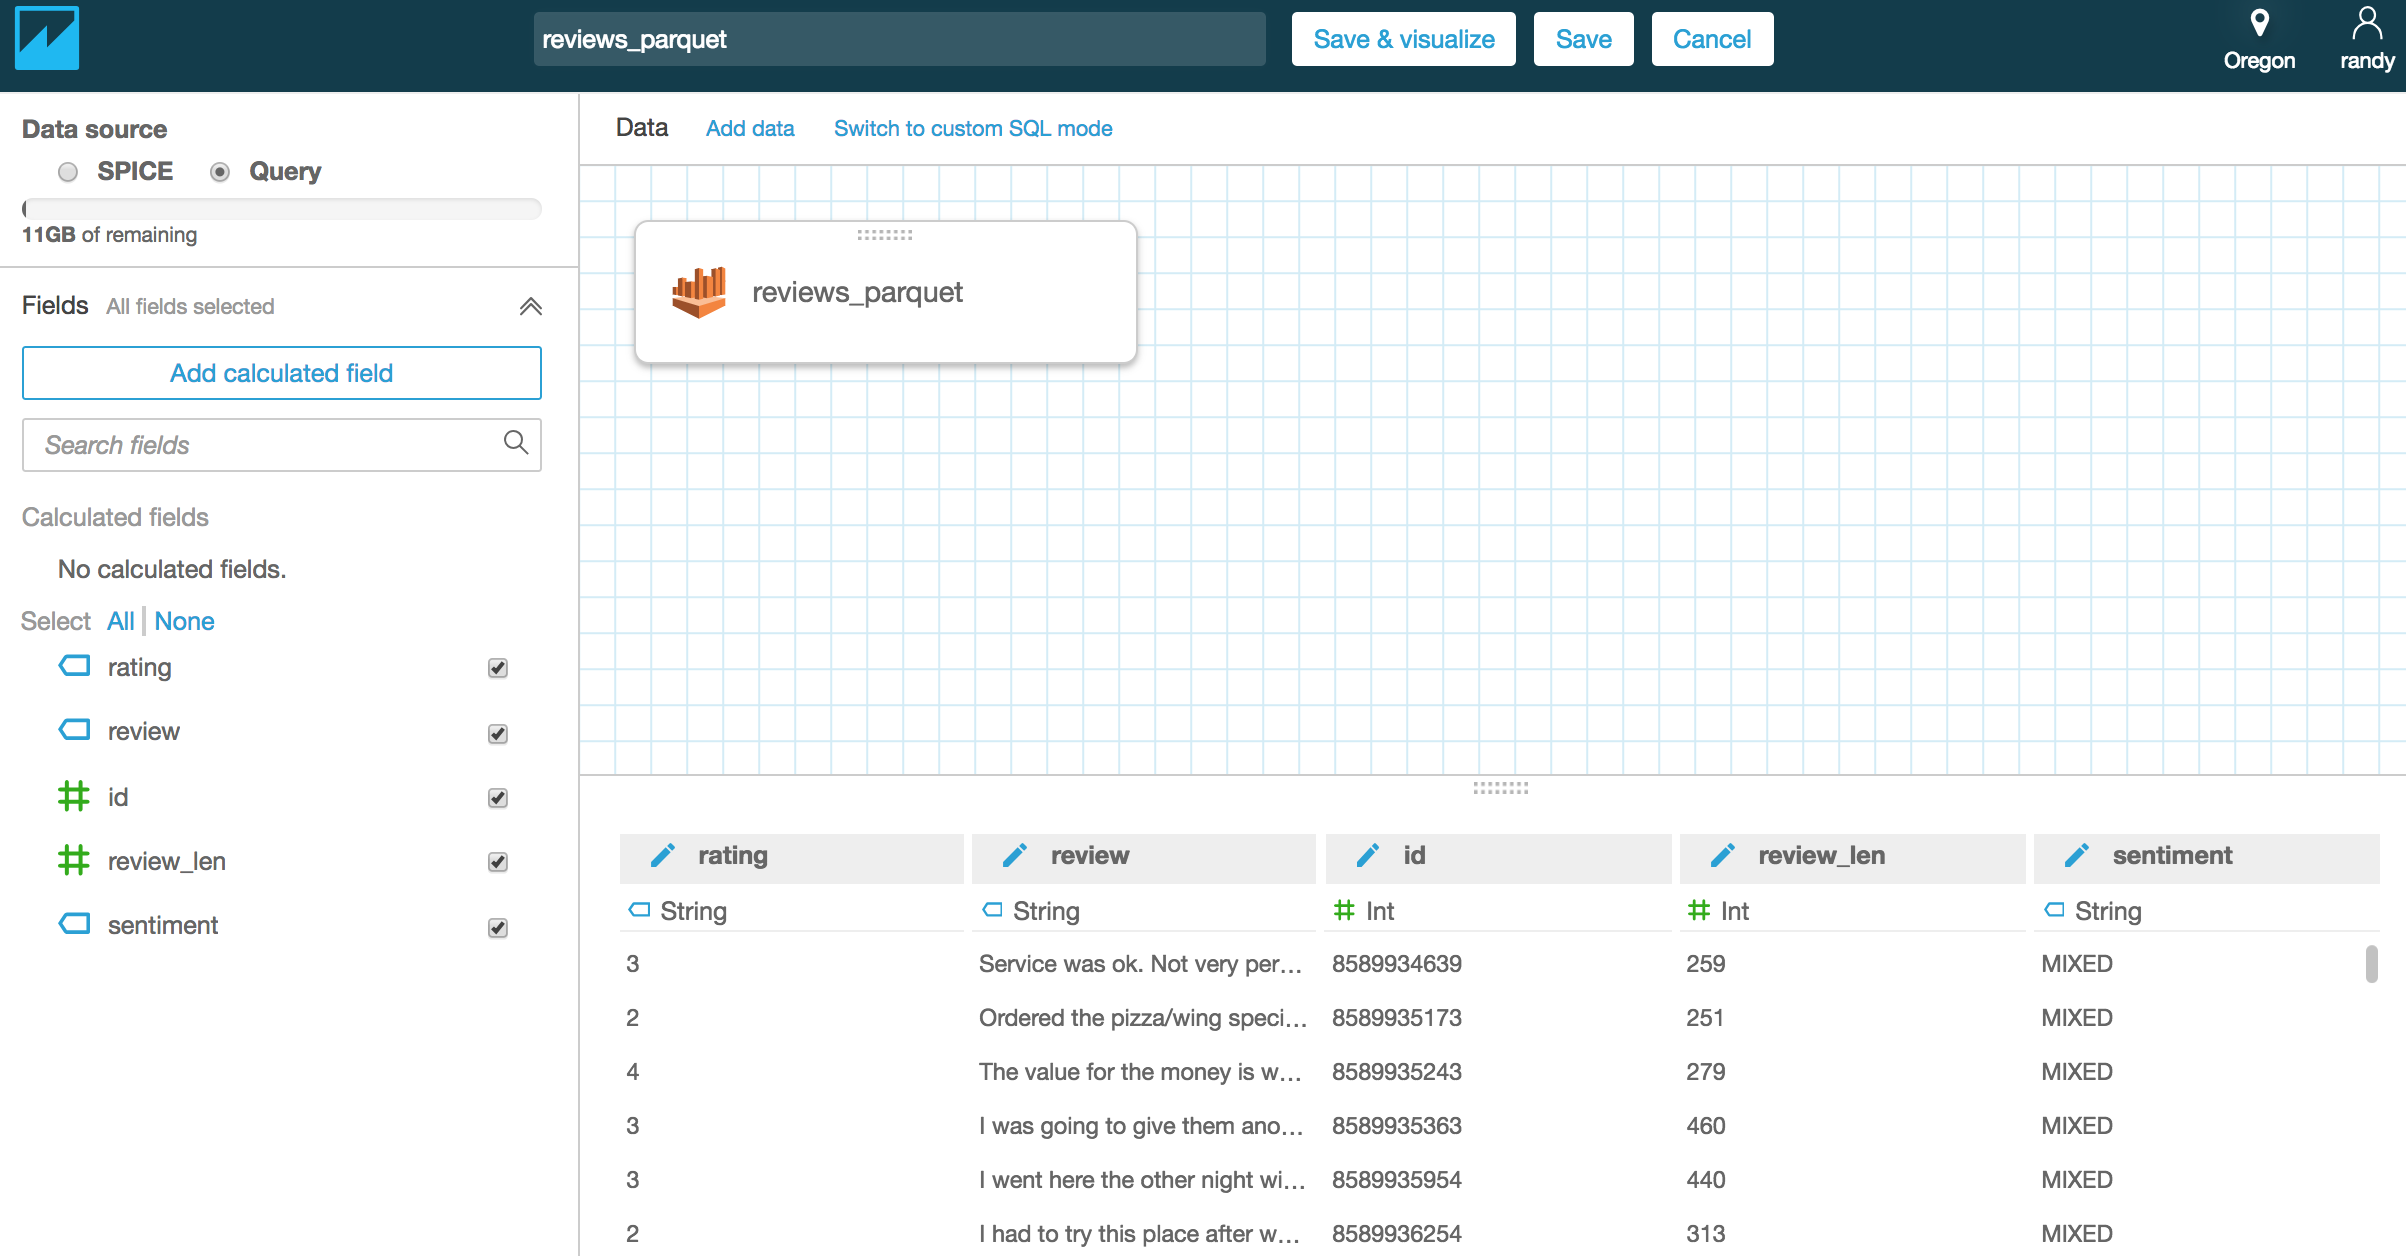 reviews_parquet
Save & visualize Save Cancel
Oregon randy
Data source
SPICE Query
11GB of remaining
Fields All fields selected
Add calculated field
Search fields
Calculated fields
No calculated fields.
Select All None
rating
review
id
review_len
sentiment
Data Add data Switch to custom SQL mode
reviews_parquet
rating review id review_len sentiment
String String Int Int String
3 Service was ok. Not very per... 8589934639 259 MIXED
2 Ordered the pizza/wing speci... 8589935173 251 MIXED
4 The value for the money is w... 8589935243 279 MIXED
3 I was going to give them ano... 8589935363 460 MIXED
3 I went here the other night wi... 8589935954 440 MIXED
2 I had to try this place after w... 8589936254 313 MIXED